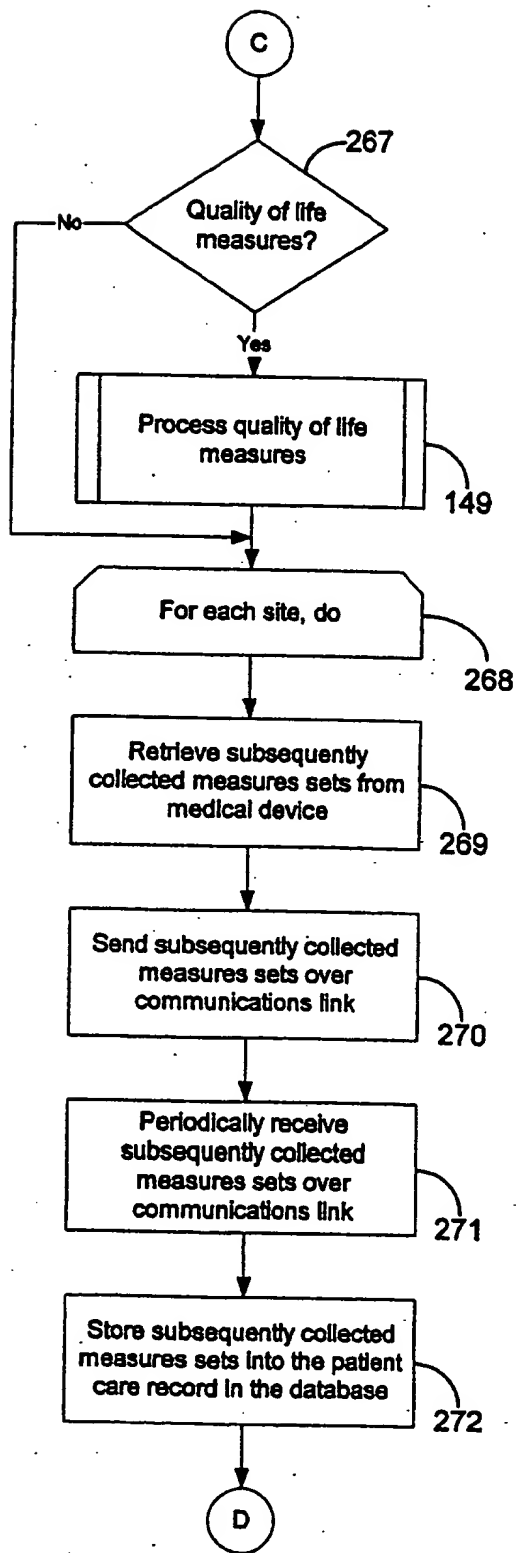 C
267
Quality of life
measures?
No
Yes
Process quality of life
measures
149
For each site, do
268
Retrieve subsequently
collected measures sets from
medical device
269
Send subsequently collected
measures sets over
communications link
270
Periodically receive
subsequently collected
measures sets over
communications link
271
Store subsequently collected
measures sets into the patient
care record in the database
272
D